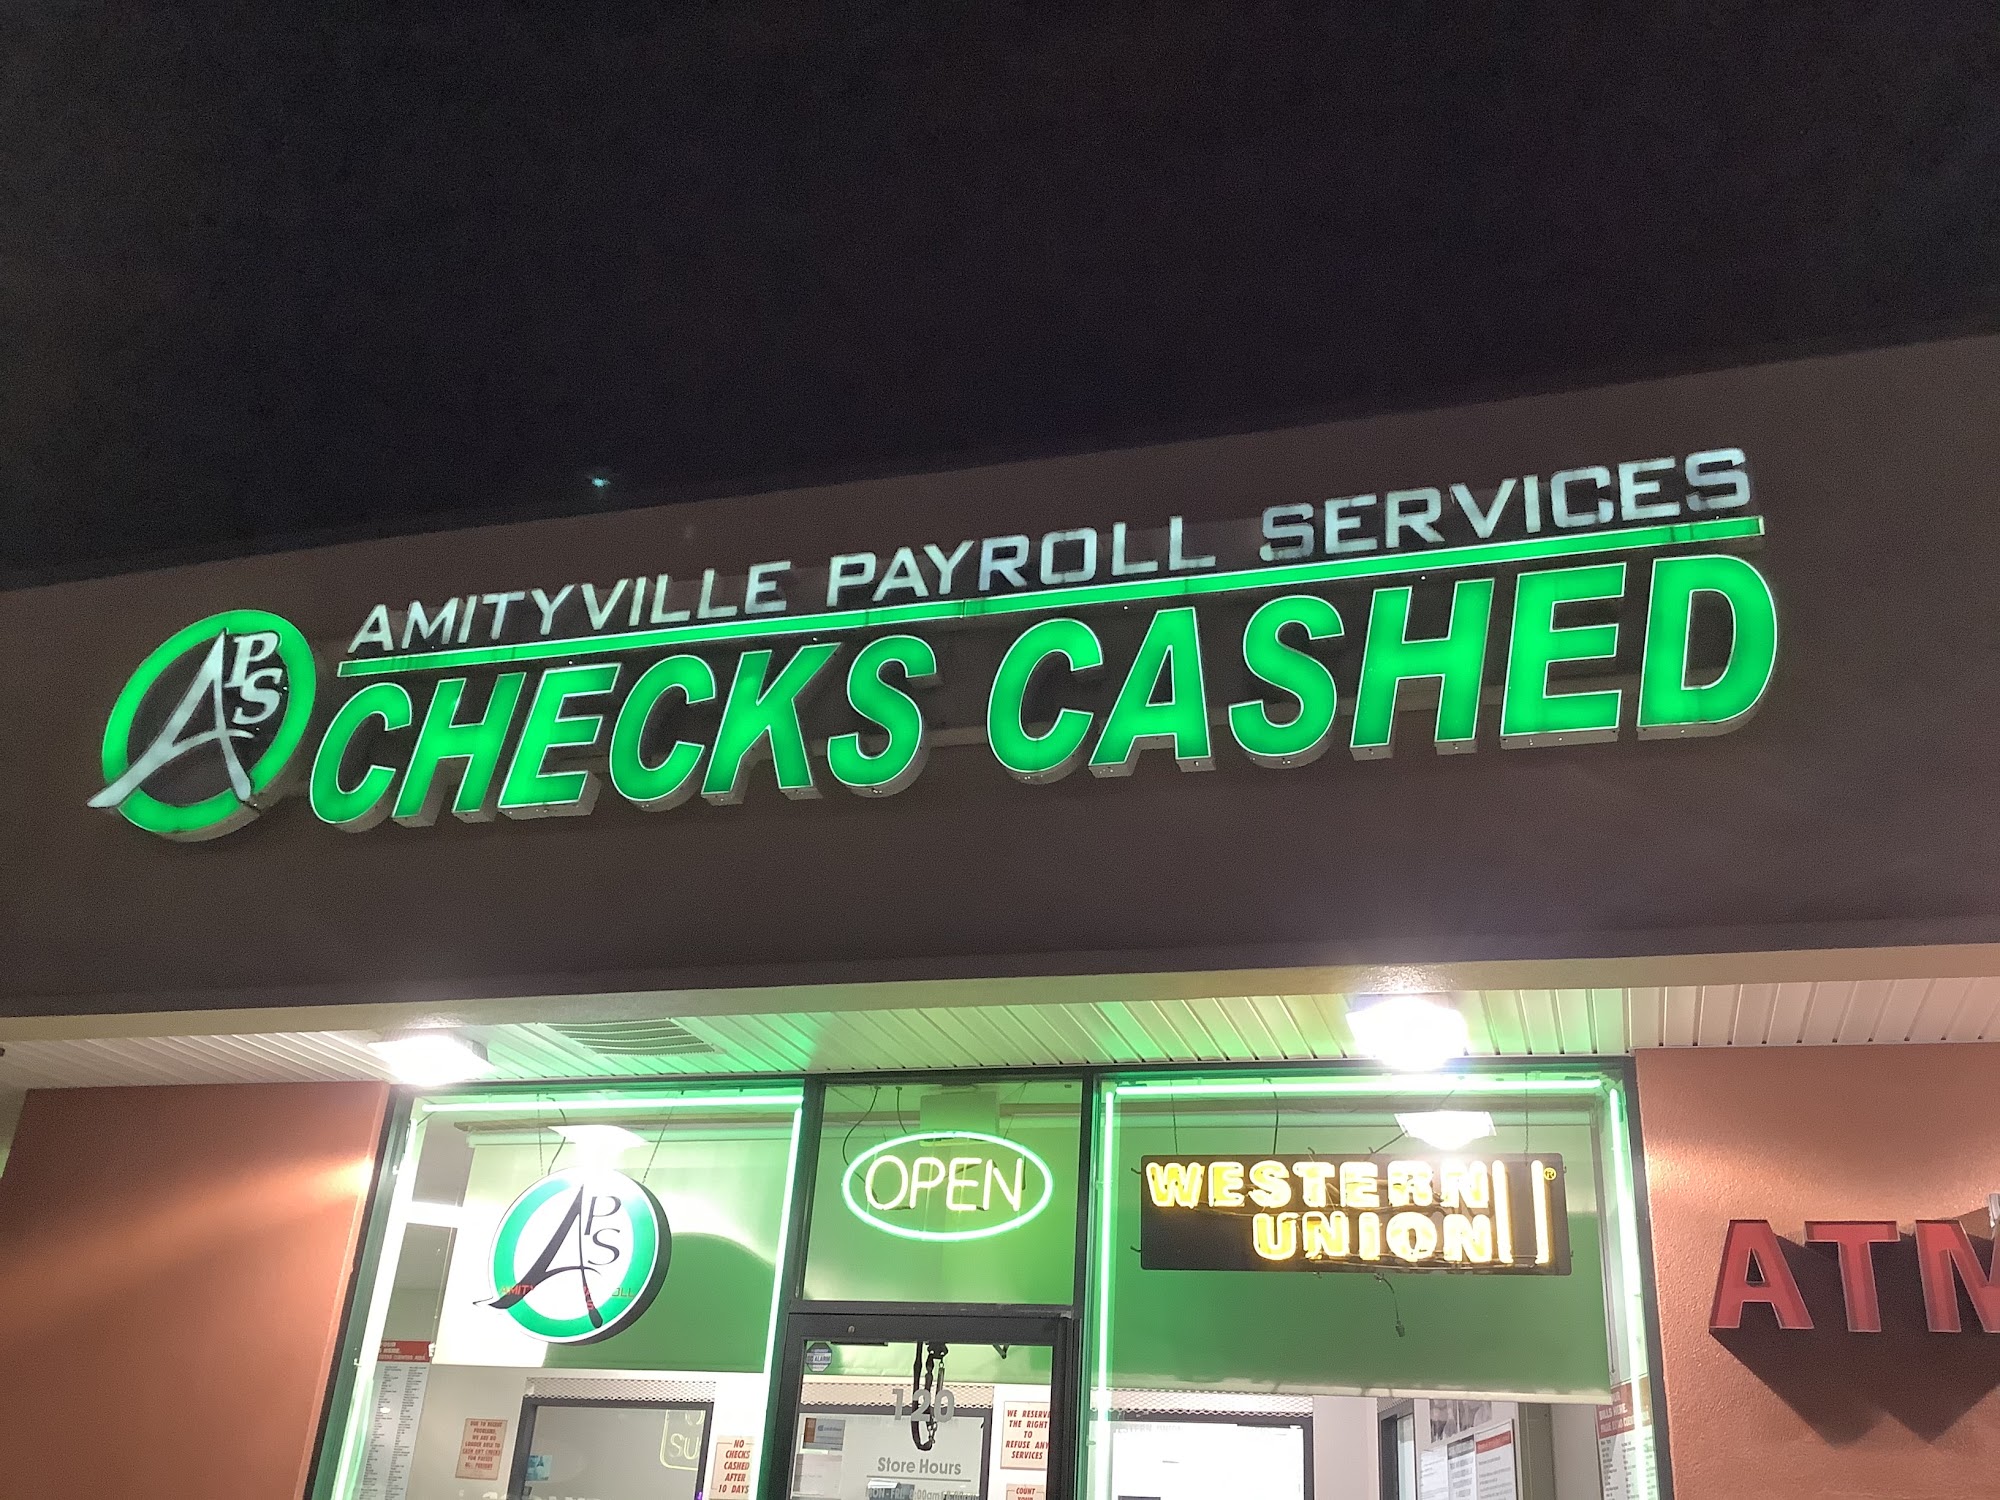 APS
AMITYVILLE PAYROLL SERVICES
CHECKS CASHED
APS
OPEN
WESTERN
UNION
®
ATM
120
Store Hours
NO
CHECKS
CASHED
AFTER
10 DAYS
WE RESERVE
THE RIGHT
TO
REFUSE ANY
SERVICES
COUNT